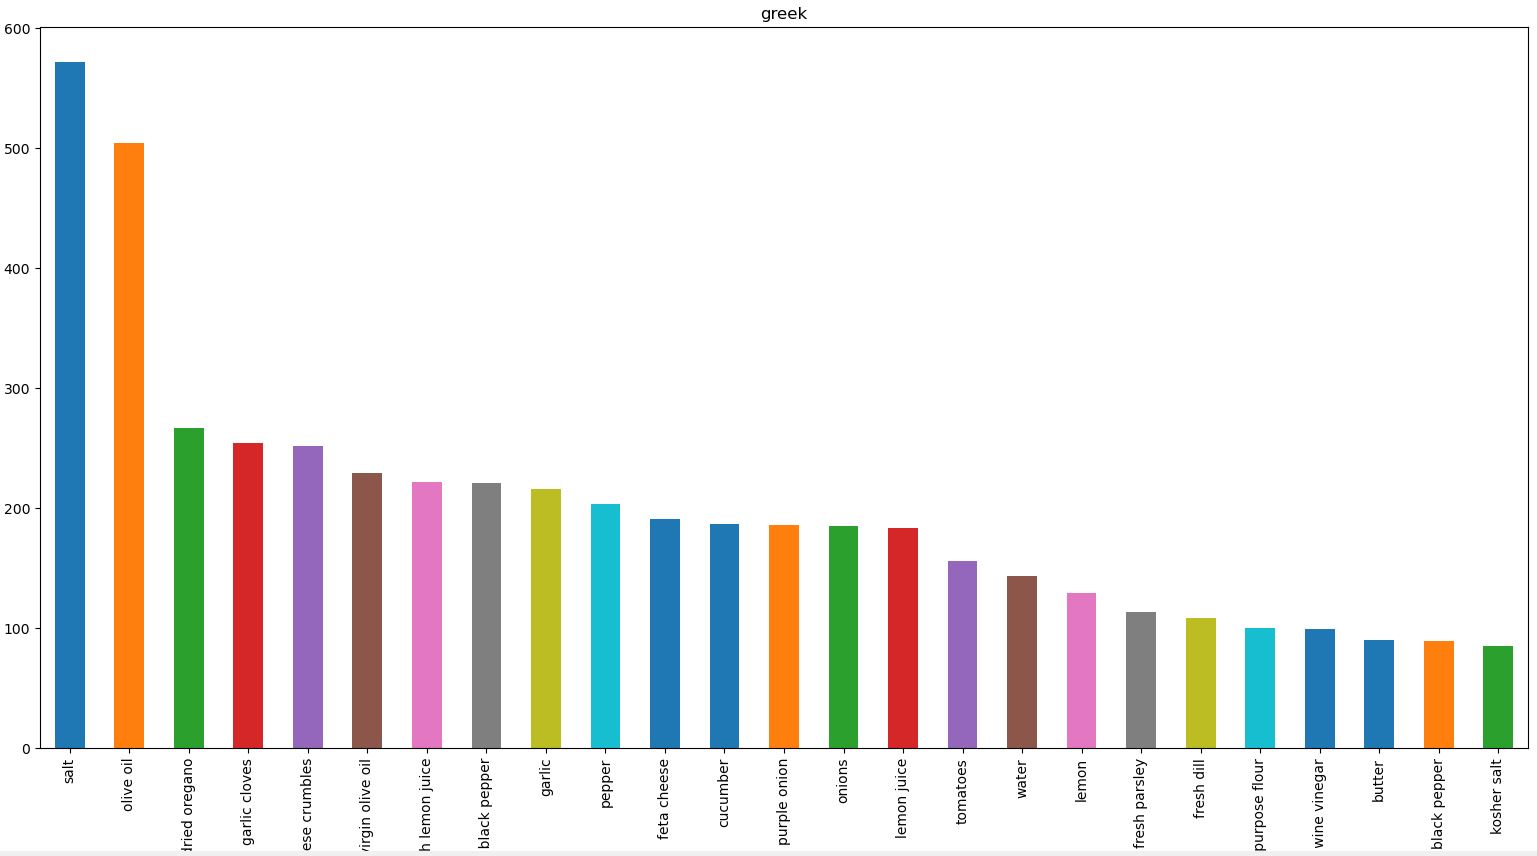 greek
600
500
400
300
200
100
0
salt
olive oil
dried oregano
garlic cloves
ese crumbles
virgin olive oil
h lemon juice
black pepper
garlic
pepper
feta cheese
cucumber
purple onion
onions
lemon juice
tomatoes
water
lemon
fresh parsley
fresh dill
purpose flour
wine vinegar
butter
black pepper
kosher salt